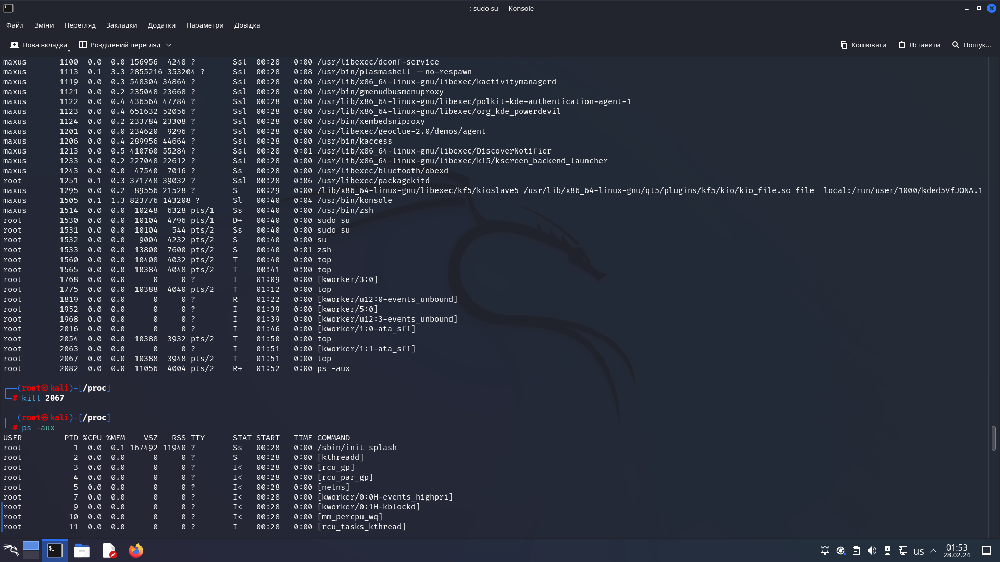 - : sudo su — Konsole
Файл Зміни Перегляд Закладки Додатки Параметри Довідка
Нова вкладка Розділений перегляд Копіювати Вставити Пошук...
maxus 1100 0.0 0.0 156956 4248 ? Ssl 00:28 0:00 /usr/libexec/dconf-service
maxus 1113 0.1 3.3 2855216 353204 ? Ssl 00:28 0:08 /usr/bin/plasmashell --no-respawn
maxus 1119 0.0 0.3 548304 34864 ? Ssl 00:28 0:00 /usr/lib/x86_64-linux-gnu/libexec/kactivitymanagerd
maxus 1121 0.0 0.2 235048 23668 ? Ssl 00:28 0:00 /usr/bin/gmenudbusmenuproxy
maxus 1122 0.0 0.4 436564 47784 ? Ssl 00:28 0:00 /usr/lib/x86_64-linux-gnu/libexec/polkit-kde-authentication-agent-1
maxus 1123 0.0 0.4 651632 52056 ? Ssl 00:28 0:00 /usr/lib/x86_64-linux-gnu/libexec/org_kde_powerdevil
maxus 1124 0.0 0.2 233784 23308 ? Ssl 00:28 0:00 /usr/bin/xembedsniproxy
maxus 1201 0.0 0.0 234620 9296 ? Ssl 00:28 0:00 /usr/libexec/geoclue-2.0/demos/agent
maxus 1206 0.0 0.4 289956 44664 ? Ssl 00:28 0:00 /usr/bin/kaccess
maxus 1213 0.0 0.5 410760 55284 ? Ssl 00:28 0:01 /usr/lib/x86_64-linux-gnu/libexec/DiscoverNotifier
maxus 1233 0.0 0.2 227048 22612 ? Ssl 00:28 0:00 /usr/lib/x86_64-linux-gnu/libexec/kf5/kscreen_backend_launcher
maxus 1243 0.0 0.0 47540 7016 ? Ss 00:28 0:00 /usr/libexec/bluetooth/obexd
root 1251 0.1 0.3 371748 39032 ? Ssl 00:28 0:06 /usr/libexec/packagekitd
maxus 1295 0.0 0.2 89556 21528 ? S 00:29 0:00 /lib/x86_64-linux-gnu/libexec/kf5/kioslave5 /usr/lib/x86_64-linux-gnu/qt5/plugins/kf5/kio/kio_file.so file local:/run/user/1000/kded5VfJONA.1
maxus 1505 0.1 1.3 823776 143208 ? Sl 00:40 0:04 /usr/bin/konsole
maxus 1514 0.0 0.0 10248 6328 pts/1 Ss 00:40 0:00 /usr/bin/zsh
root 1530 0.0 0.0 10104 4796 pts/1 D+ 00:40 0:00 sudo su
root 1531 0.0 0.0 10104 544 pts/2 Ss 00:40 0:00 sudo su
root 1532 0.0 0.0 9004 4232 pts/2 S 00:40 0:00 su
root 1533 0.0 0.0 13800 7600 pts/2 S 00:40 0:01 zsh
root 1560 0.0 0.0 10408 4032 pts/2 T 00:40 0:00 top
root 1565 0.0 0.0 10384 4048 pts/2 T 00:41 0:00 top
root 1768 0.0 0.0 0 0 ? I 01:09 0:00 [kworker/3:0]
root 1775 0.0 0.0 10388 4040 pts/2 T 01:12 0:00 top
root 1819 0.0 0.0 0 0 ? R 01:22 0:00 [kworker/u12:0-events_unbound]
root 1952 0.0 0.0 0 0 ? I 01:39 0:00 [kworker/5:0]
root 1968 0.0 0.0 0 0 ? I 01:39 0:00 [kworker/u12:3-events_unbound]
root 2016 0.0 0.0 0 0 ? I 01:46 0:00 [kworker/1:0-ata_sff]
root 2054 0.0 0.0 10388 3932 pts/2 T 01:50 0:00 top
root 2063 0.0 0.0 0 0 ? I 01:51 0:00 [kworker/1:1-ata_sff]
root 2067 0.0 0.0 10388 3948 pts/2 T 01:51 0:00 top
root 2082 0.0 0.0 11056 4004 pts/2 R+ 01:52 0:00 ps -aux
┌──(root㉿kali)-[/proc]
└─# kill 2067
┌──(root㉿kali)-[/proc]
└─# ps -aux
USER PID %CPU %MEM VSZ RSS TTY STAT START TIME COMMAND
root 1 0.0 0.1 167492 11940 ? Ss 00:28 0:00 /sbin/init splash
root 2 0.0 0.0 0 0 ? S 00:28 0:00 [kthreadd]
root 3 0.0 0.0 0 0 ? I< 00:28 0:00 [rcu_gp]
root 4 0.0 0.0 0 0 ? I< 00:28 0:00 [rcu_par_gp]
root 5 0.0 0.0 0 0 ? I< 00:28 0:00 [netns]
root 7 0.0 0.0 0 0 ? I< 00:28 0:00 [kworker/0:0H-events_highpri]
root 9 0.0 0.0 0 0 ? I< 00:28 0:00 [kworker/0:1H-kblockd]
root 10 0.0 0.0 0 0 ? I< 00:28 0:00 [mm_percpu_wq]
root 11 0.0 0.0 0 0 ? I 00:28 0:00 [rcu_tasks_kthread]
us 01:53
28.02.24